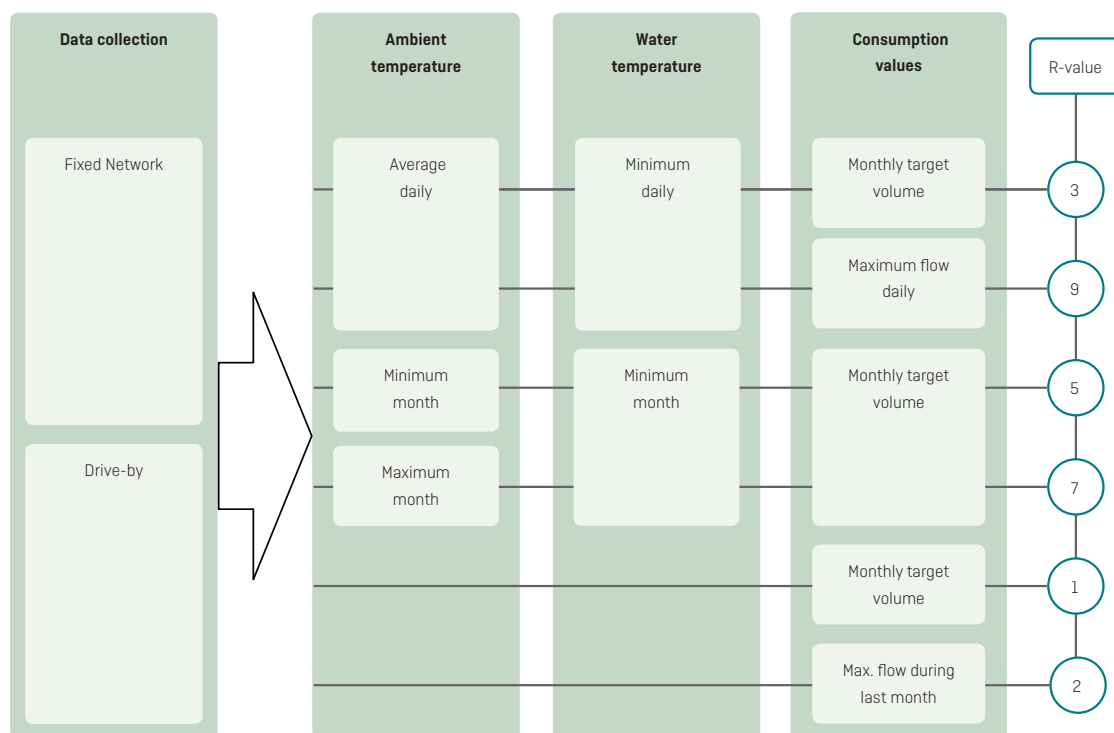 Data collection
Ambient
temperature
Water
temperature
Consumption
values
R-value
Fixed Network
Average
daily
Minimum
daily
Monthly target
volume
3
Maximum flow
daily
9
Minimum
month
Minimum
month
Monthly target
volume
5
Drive-by
Maximum
month
7
Monthly target
volume
1
Max. flow during
last month
2